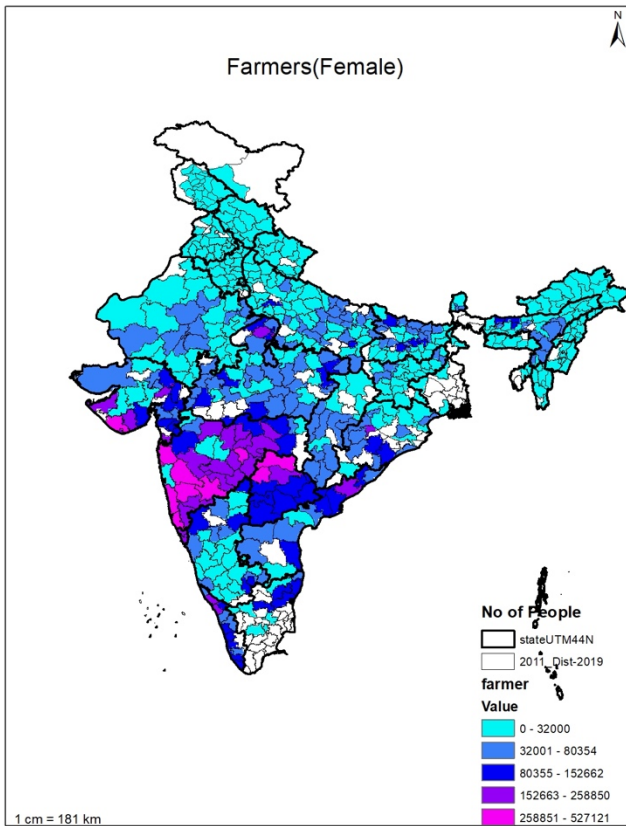 N
Farmers(Female)
No of People
stateUTM44N
2011_Dist-2019
farmer
Value
0 - 32000
32001 - 80354
80355 - 152662
152663 - 258850
258851 - 527121
1 cm = 181 km